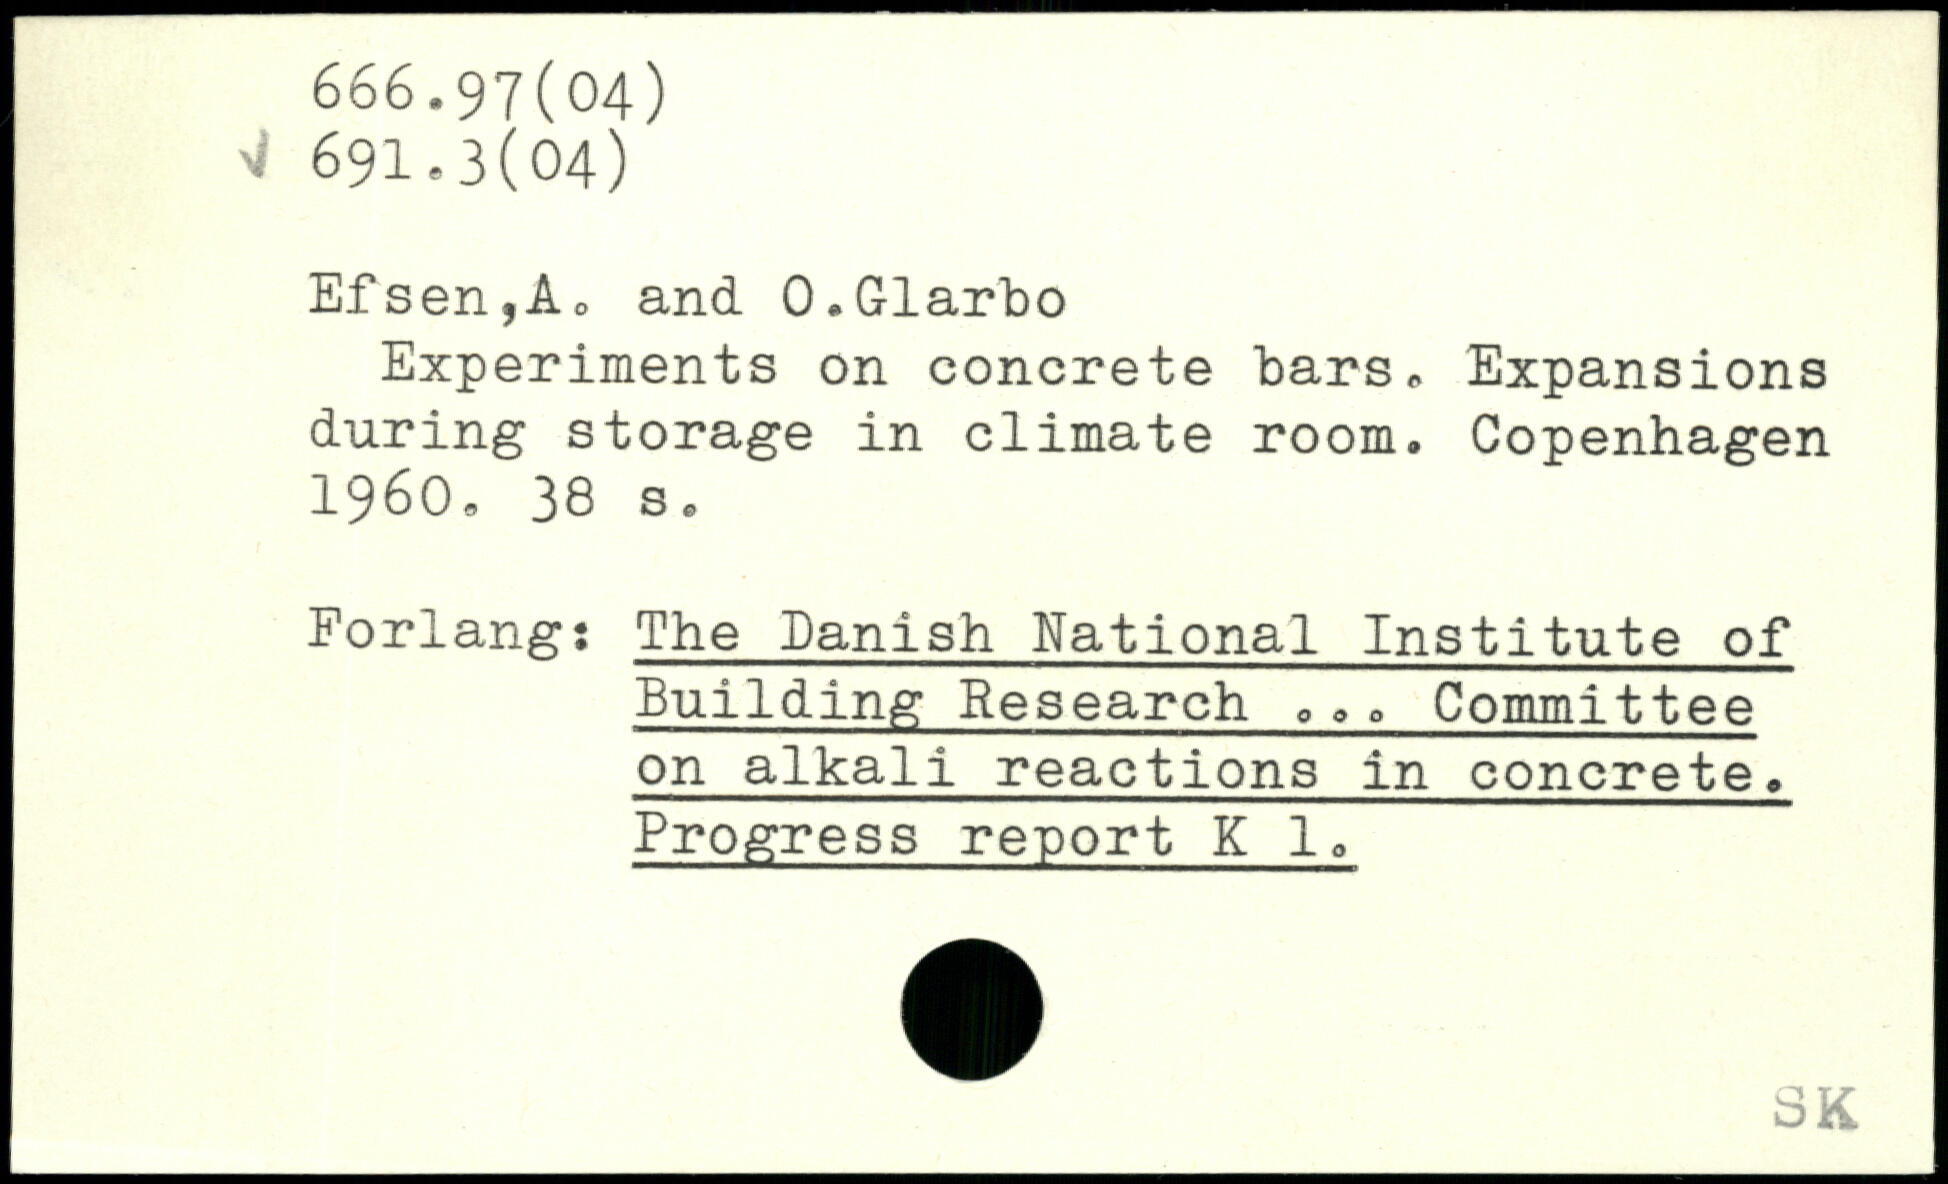 666.97(04)
691.3(04)
Efsen,A. and O.Glarbo
Experiments on concrete bars. Expansions
during storage in climate room. Copenhagen
1960. 38 s.
Forlang: The Danish National Institute of
Building Research ... Committee
on alkali reactions in concrete.
Progress report K 1.
SK